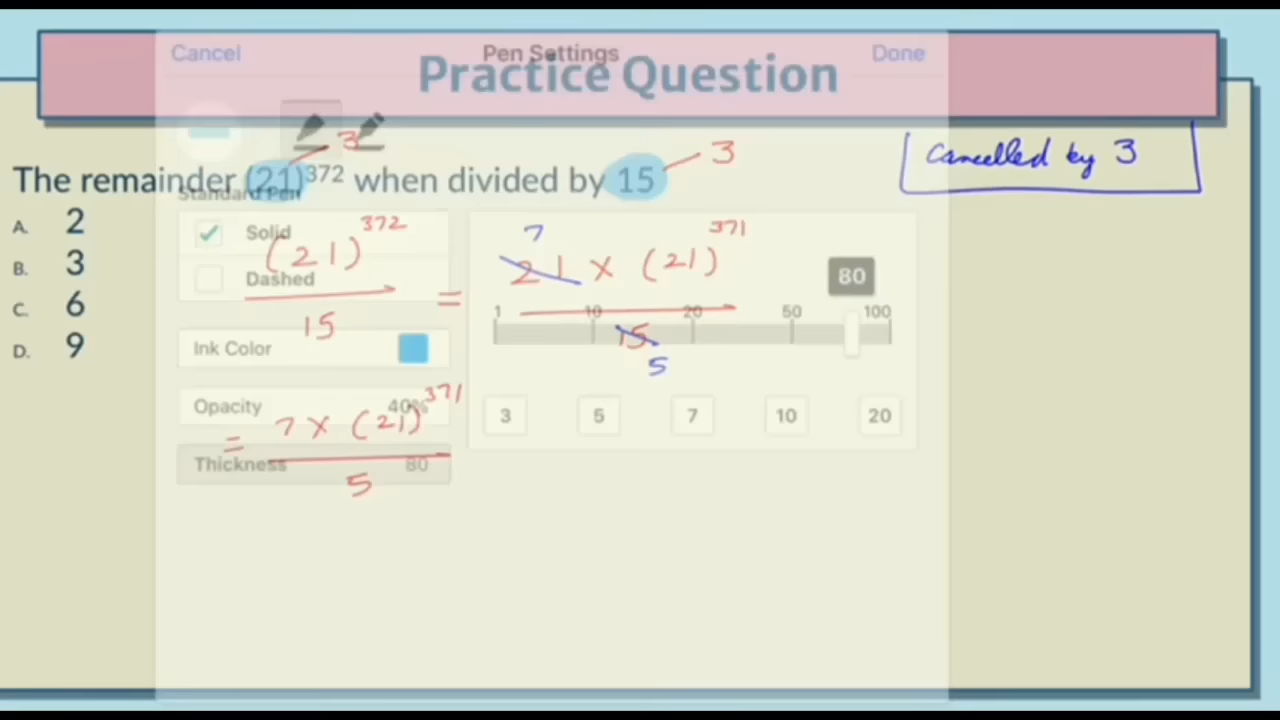 Cancel Pen Settings Done
Practice Question
3
3
Cancelled by 3
The remainder (21)^372 when divided by 15
Standard Pen
A. 2
B. 3
C. 6
D. 9
Solid
Dashed
(21)^372
15
=
7
21 × (21)^371
15
5
80
1 10 20 50 100
Ink Color
Opacity 40%
3 5 7 10 20
= 7 × (21)^371
5
Thickness 80